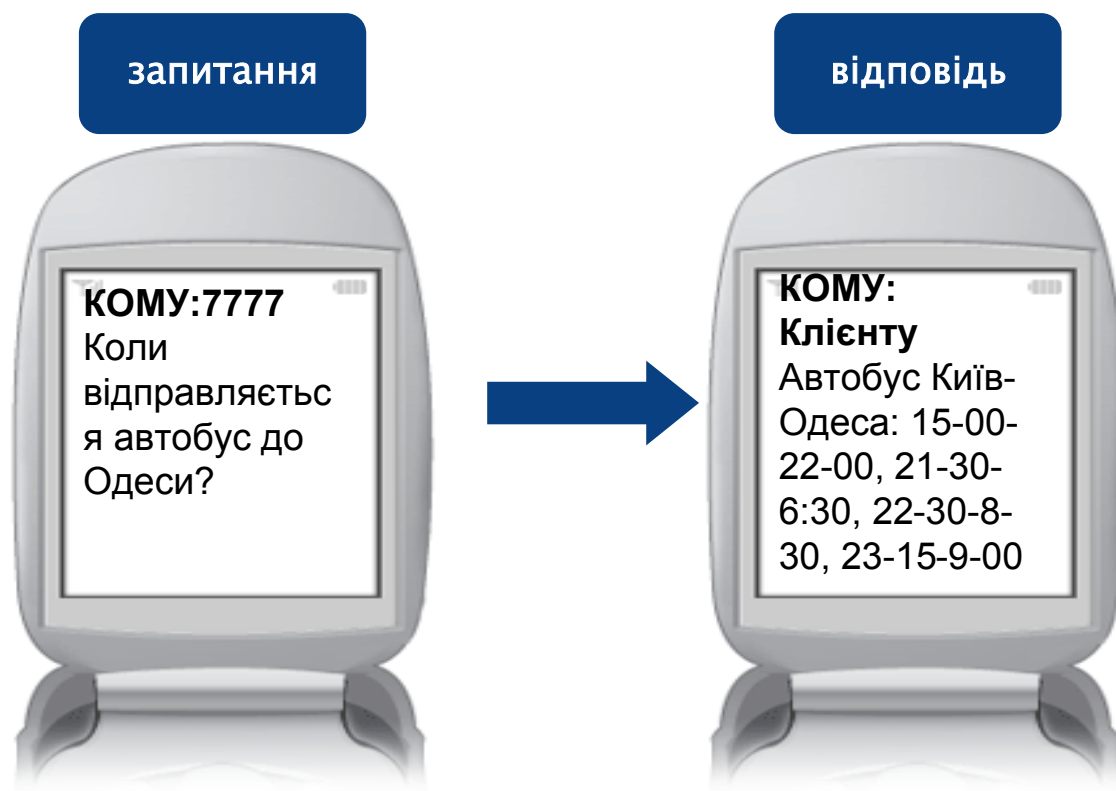 запитання
відповідь
КОМУ:7777
Коли
відправляєтьс
я автобус до
Одеси?
КОМУ:
Клієнту
Автобус Київ-
Одеса: 15-00-
22-00, 21-30-
6:30, 22-30-8-
30, 23-15-9-00